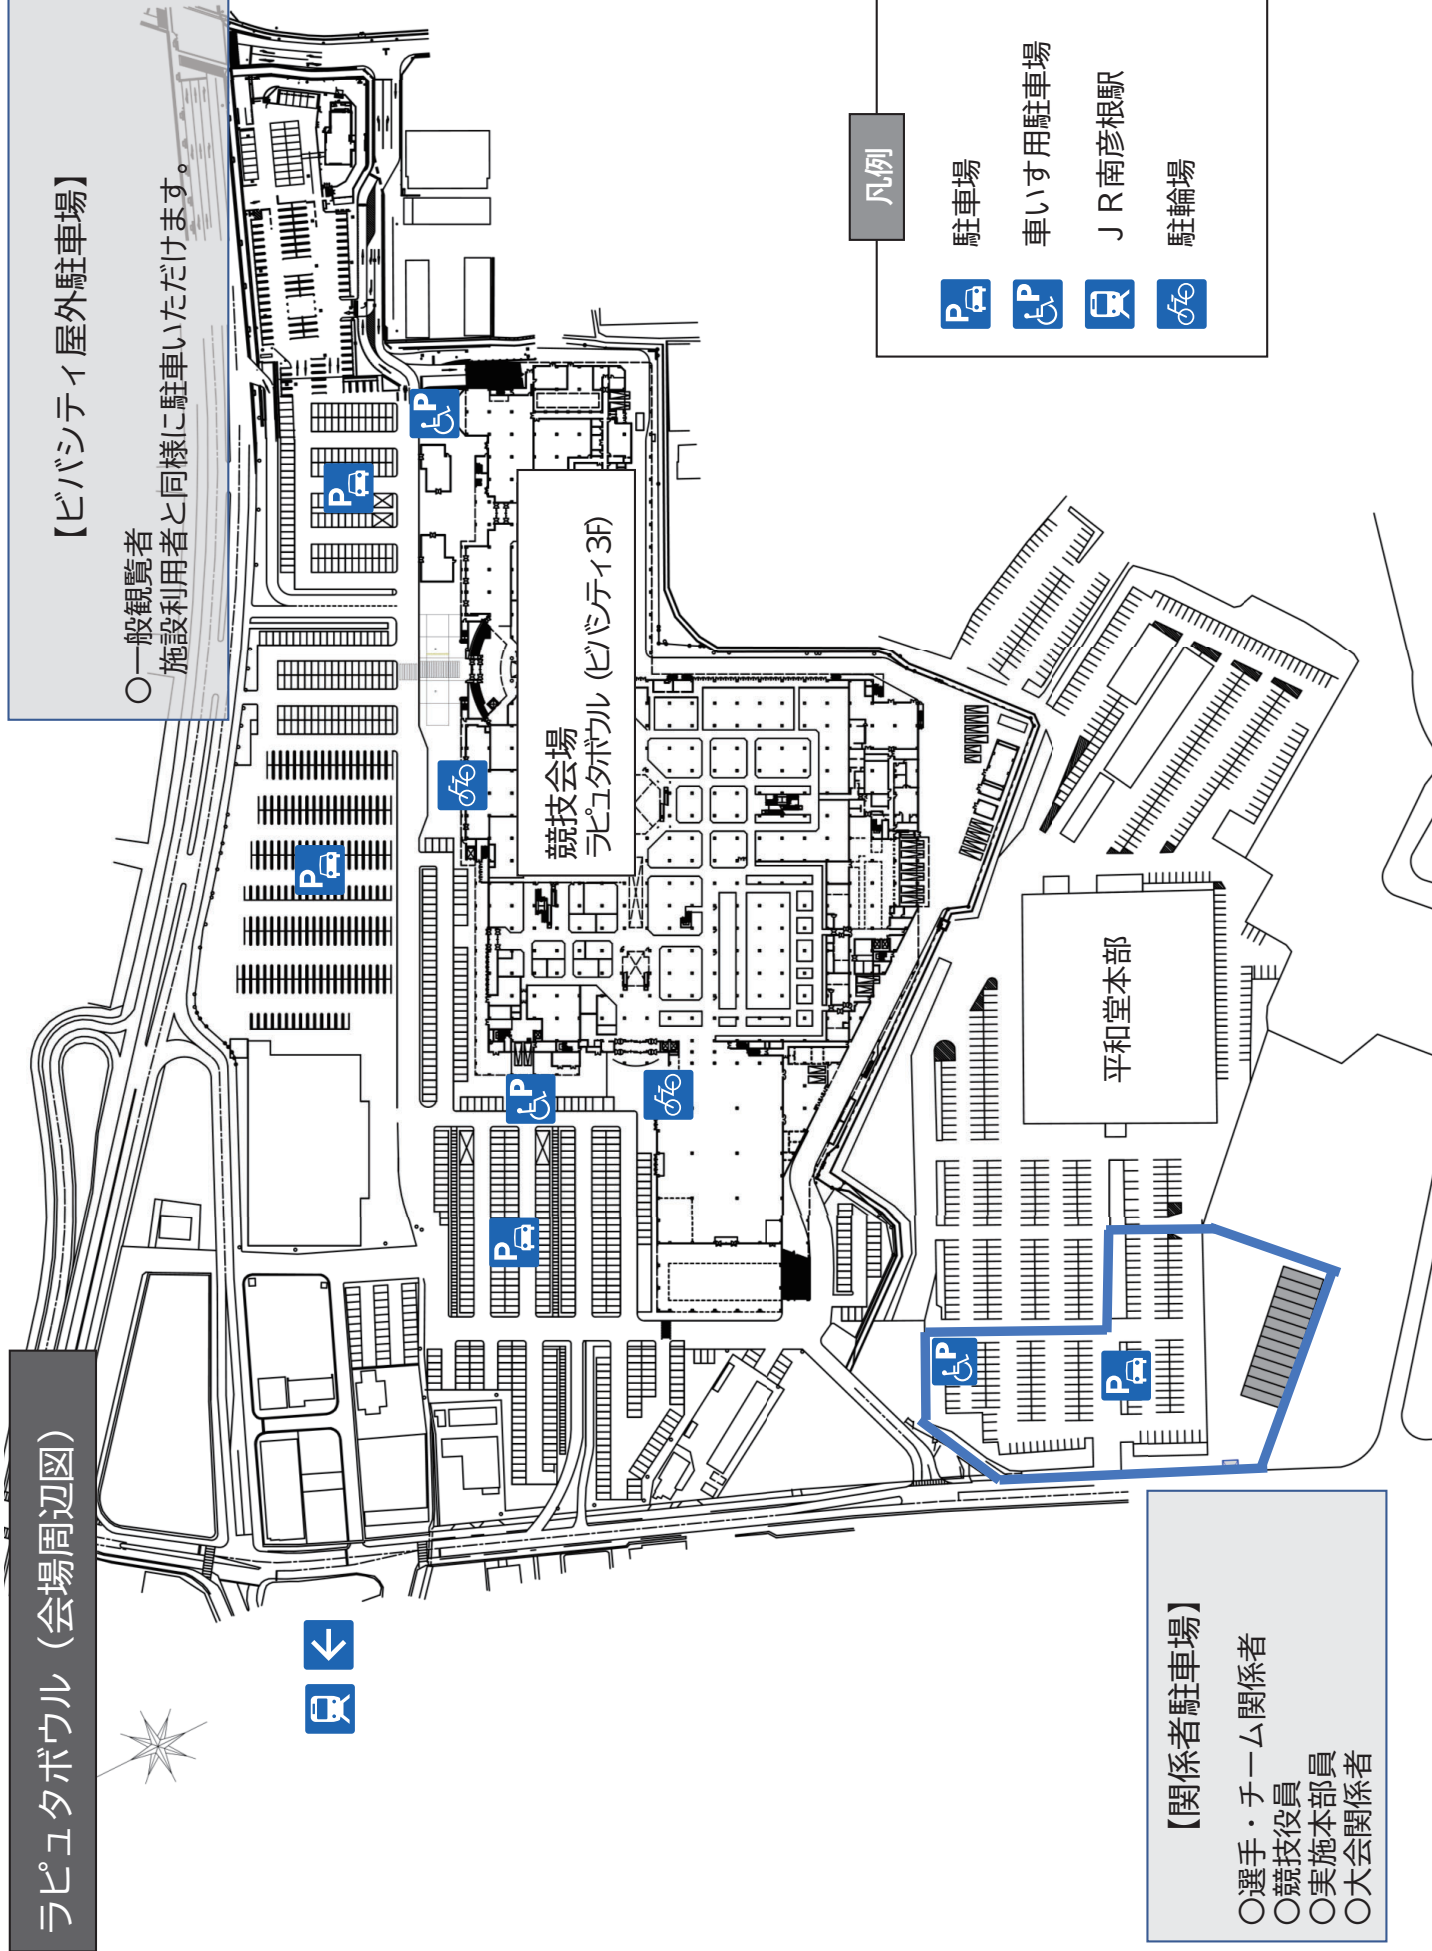 ラピュタボウル（会場周辺図）
【ビバシティ屋外駐車場】
○一般観覧者
施設利用者と同様に駐車いただけます。
競技会場
ラピュタボウル（ビバシティ3F）
平和堂本部
【関係者駐車場】
○選手・チーム関係者
○競技役員
○実施本部員
○大会関係者
凡例
P 駐車場
P 車いす用駐車場
ＪＲ南彦根駅
駐輪場
P
P
P
P
P
P
P